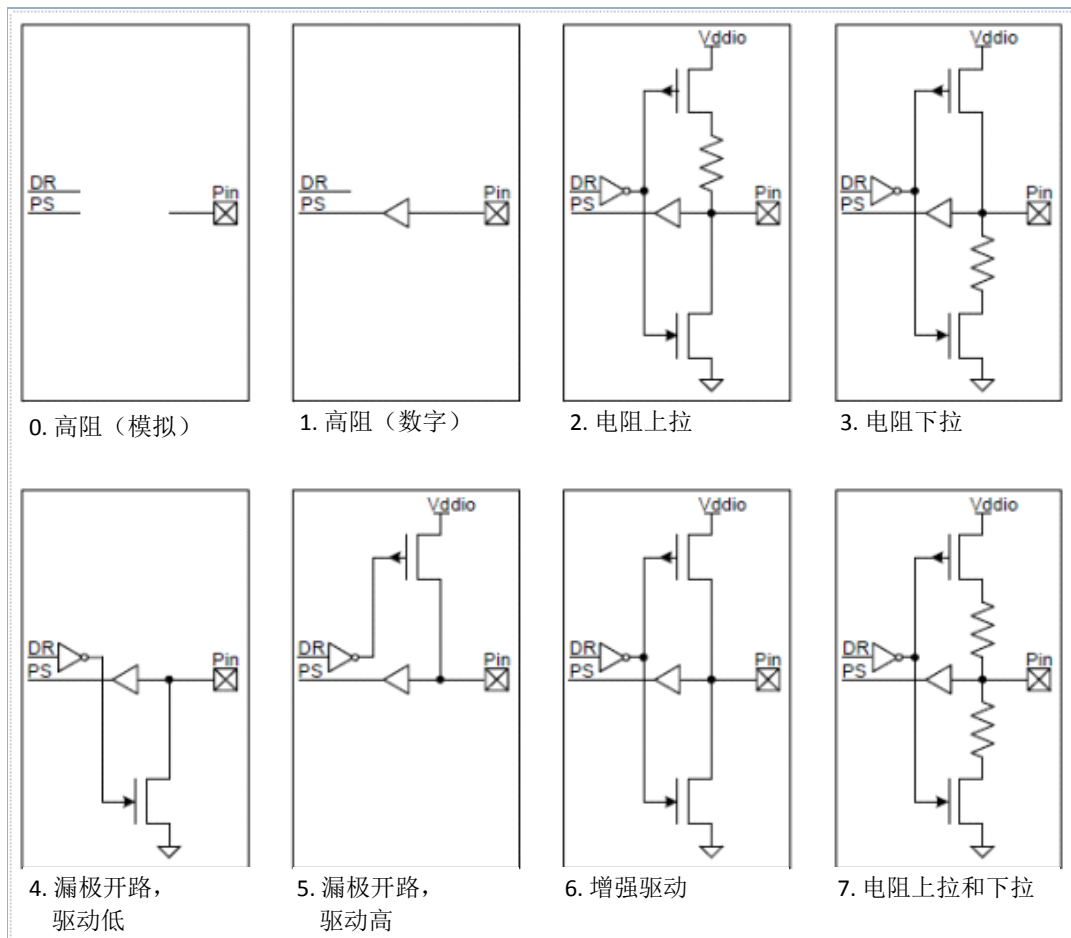 DR
PS
Pin
0. 高阻（模拟）
DR
PS
Pin
1. 高阻（数字）
Vddio
DR
PS
Pin
2. 电阻上拉
Vddio
DR
PS
Pin
3. 电阻下拉
DR
PS
Pin
4. 漏极开路，
驱动低
Vddio
DR
PS
Pin
5. 漏极开路，
驱动高
Vddio
DR
PS
Pin
6. 增强驱动
Vddio
DR
PS
Pin
7. 电阻上拉和下拉